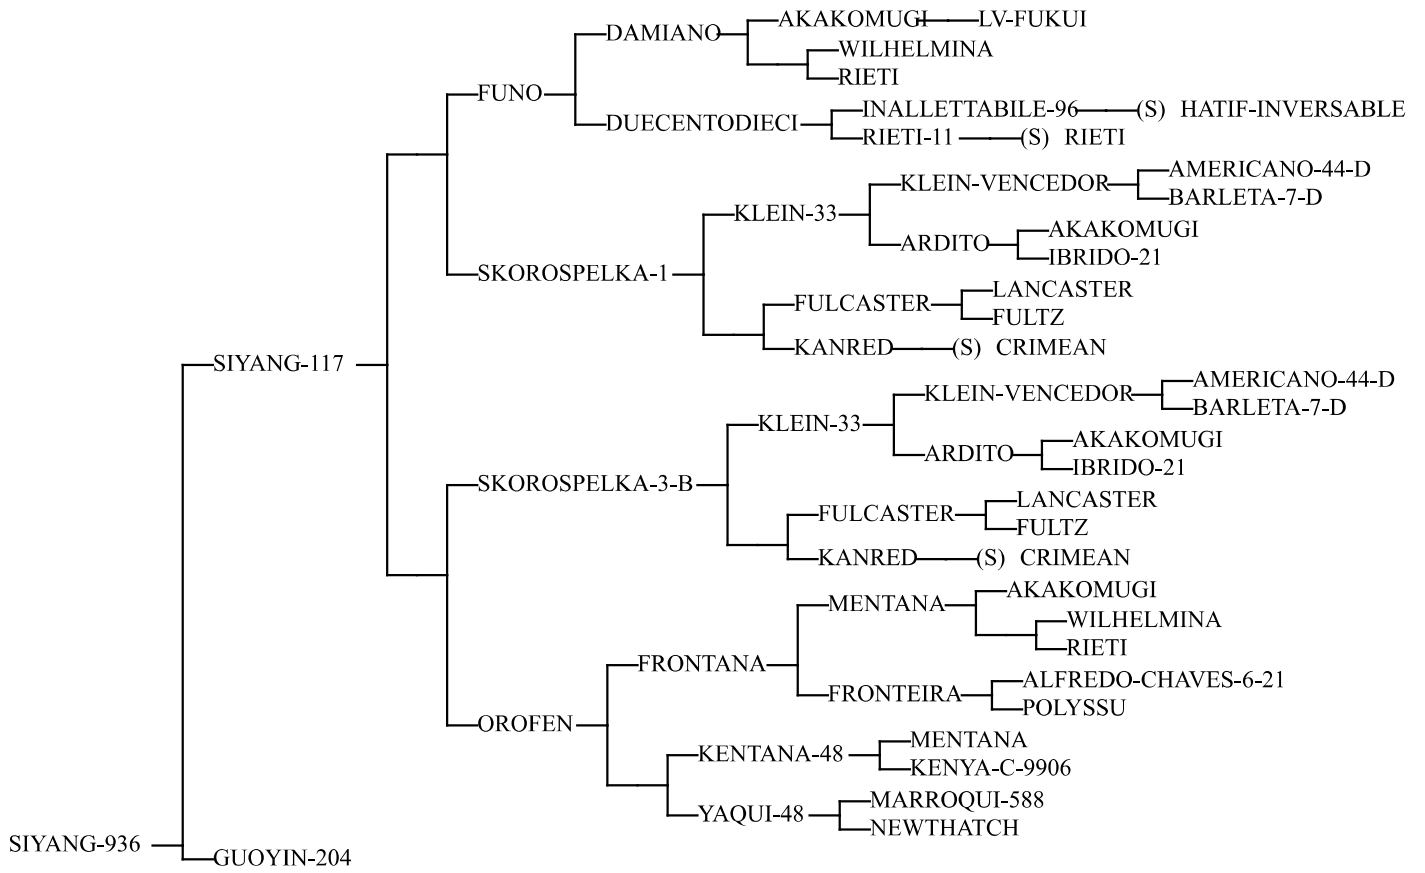 AKAKOMUGI LV-FUKUI
DAMIANO
WILHELMINA
RIETI
FUNO
INALLETTABILE-96 (S) HATIF-INVERSABLE
DUECENTODIECI
RIETI-11 (S) RIETI
AMERICANO-44-D
KLEIN-VENCEDOR
BARLETA-7-D
KLEIN-33
AKAKOMUGI
ARDITO
IBRIDO-21
SKOROSPELKA-1
LANCASTER
FULCASTER
FULTZ
KANRED (S) CRIMEAN
SIYANG-117
AMERICANO-44-D
KLEIN-VENCEDOR
BARLETA-7-D
KLEIN-33
AKAKOMUGI
ARDITO
IBRIDO-21
SKOROSPELKA-3-B
LANCASTER
FULCASTER
FULTZ
KANRED (S) CRIMEAN
AKAKOMUGI
MENTANA
WILHELMINA
RIETI
FRONTANA
ALFREDO-CHAVES-6-21
FRONTEIRA
POLYSSU
OROFEN
MENTANA
KENTANA-48
KENYA-C-9906
MARROQUI-588
YAQUI-48
NEWTHATCH
SIYANG-936
GUOYIN-204